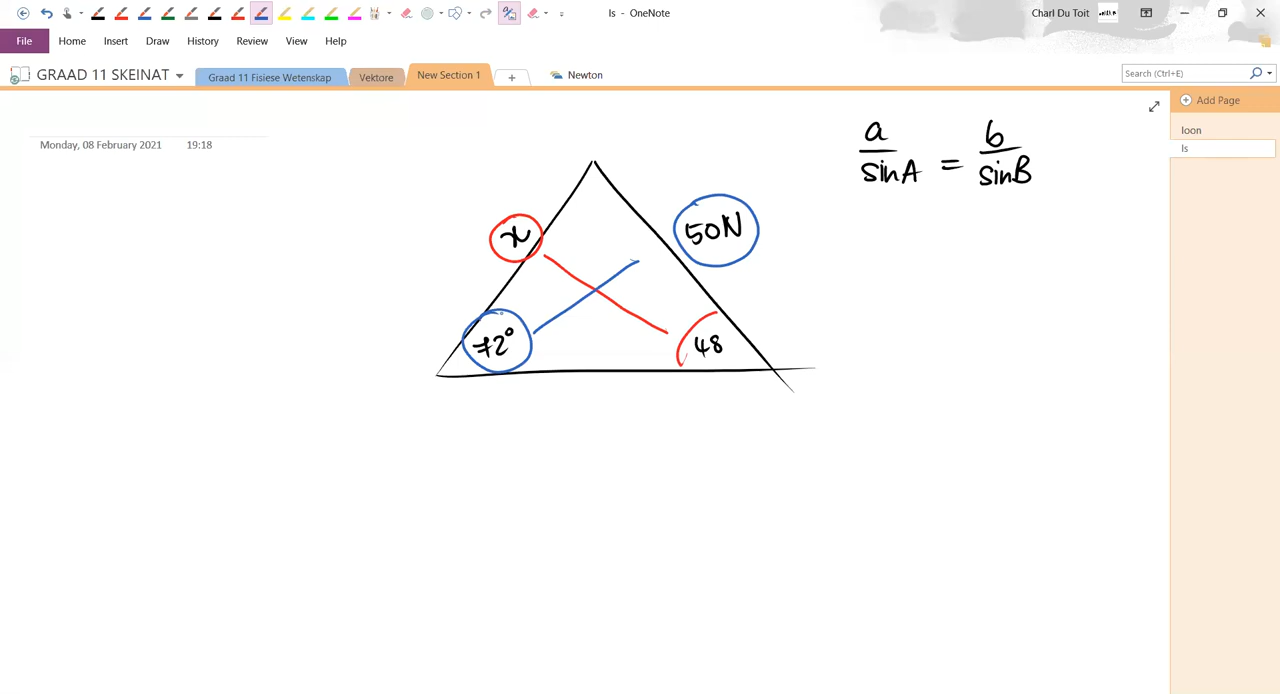 Is - OneNote
Charl Du Toit
File Home Insert Draw History Review View Help
GRAAD 11 SKEINAT
Graad 11 Fisiese Wetenskap
Vektore
New Section 1
Newton
Search (Ctrl+E)
Add Page
loon
Is
Monday, 08 February 2021 19:18
a/sinA = b/sinB
x
50N
72°
48